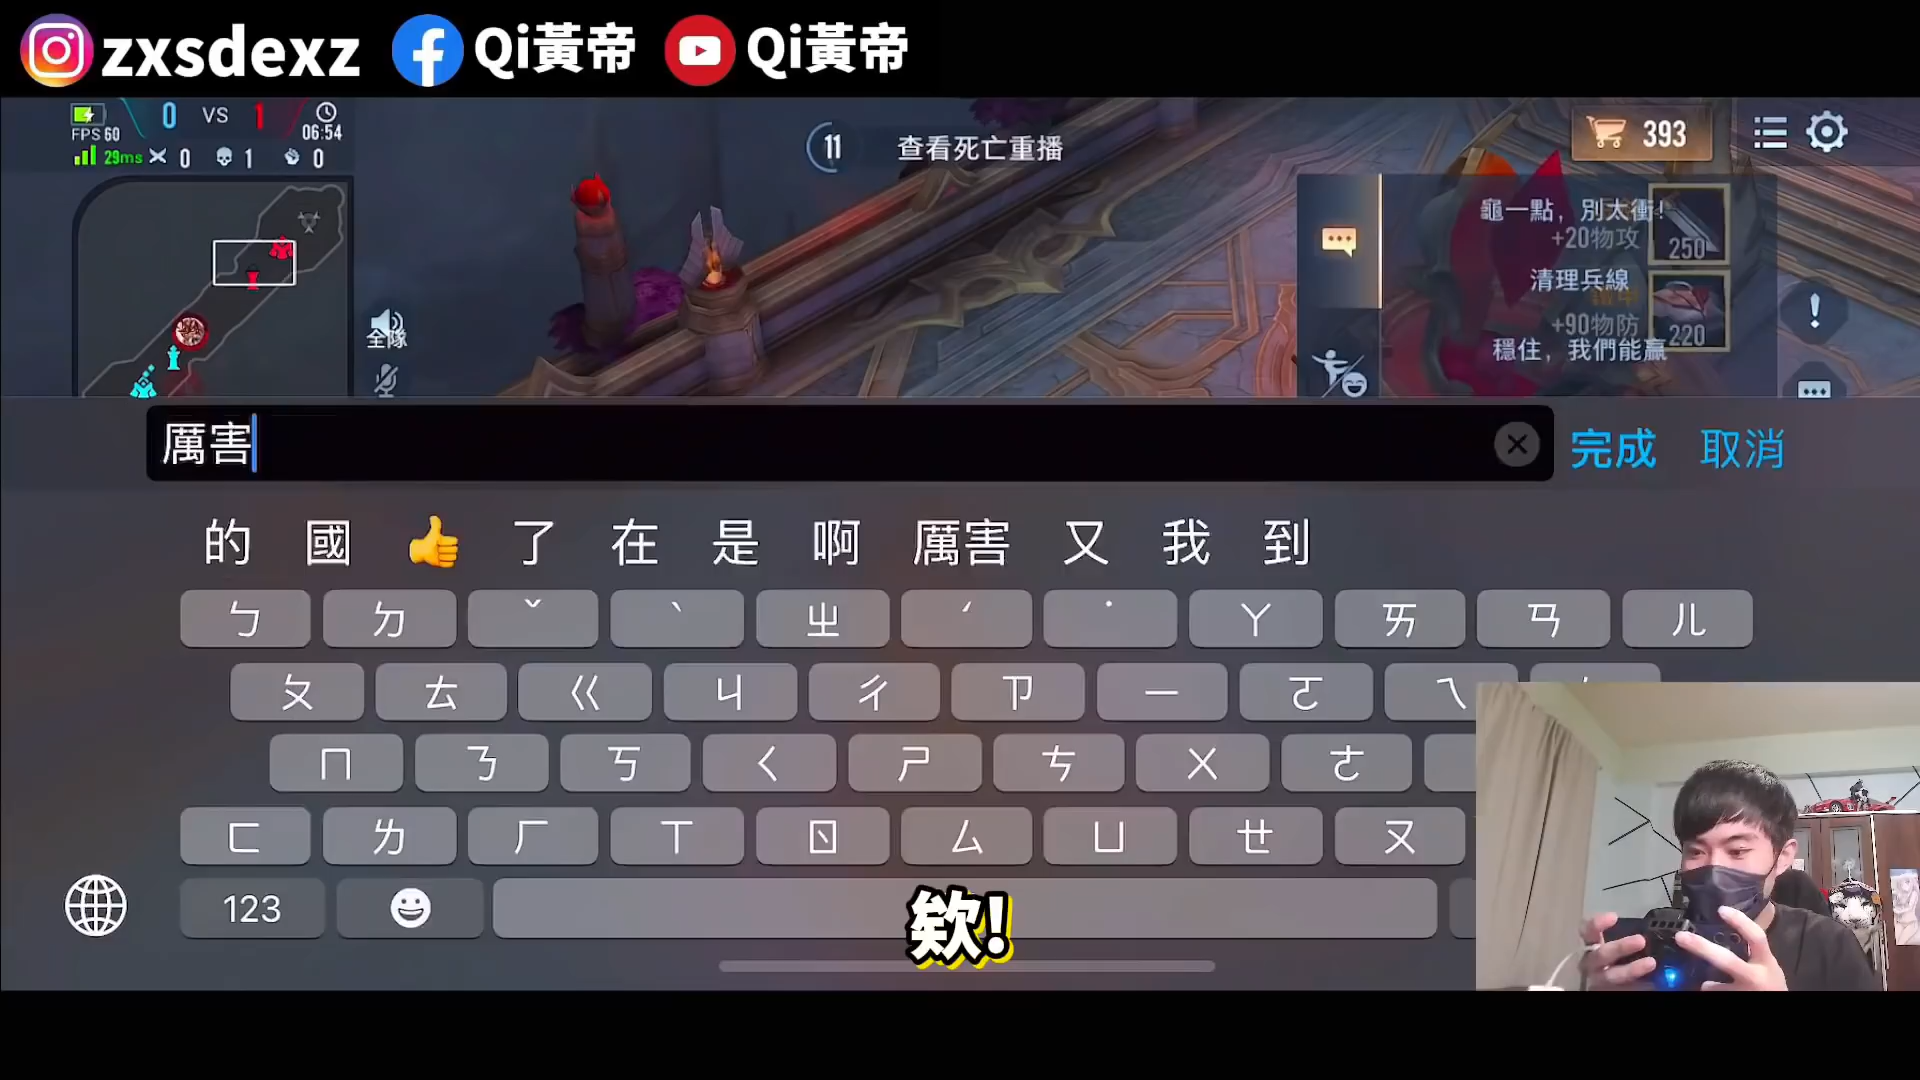 zxsdexz Qi黃帝 Qi黃帝
0 VS 1
FPS 60
06:54
29ms 0 1 0
11 查看死亡重播
393
龜一點，別太衝!
+20物攻
250
清理兵線
+90物防
220
穩住，我們能贏
全隊
厲害
完成 取消
的 國 👍 了 在 是 啊 厲害 又 我 到
ㄅ ㄉ ˇ ˋ ㄓ ˊ ˙ ㄚ ㄞ ㄢ ㄦ
ㄆ ㄊ ㄍ ㄐ ㄔ ㄗ ㄧ ㄛ ㄟ
ㄇ ㄋ ㄎ ㄑ ㄕ ㄘ ㄨ ㄜ
ㄈ ㄌ ㄏ ㄒ ㄖ ㄙ ㄩ ㄝ ㄡ
123
欸!